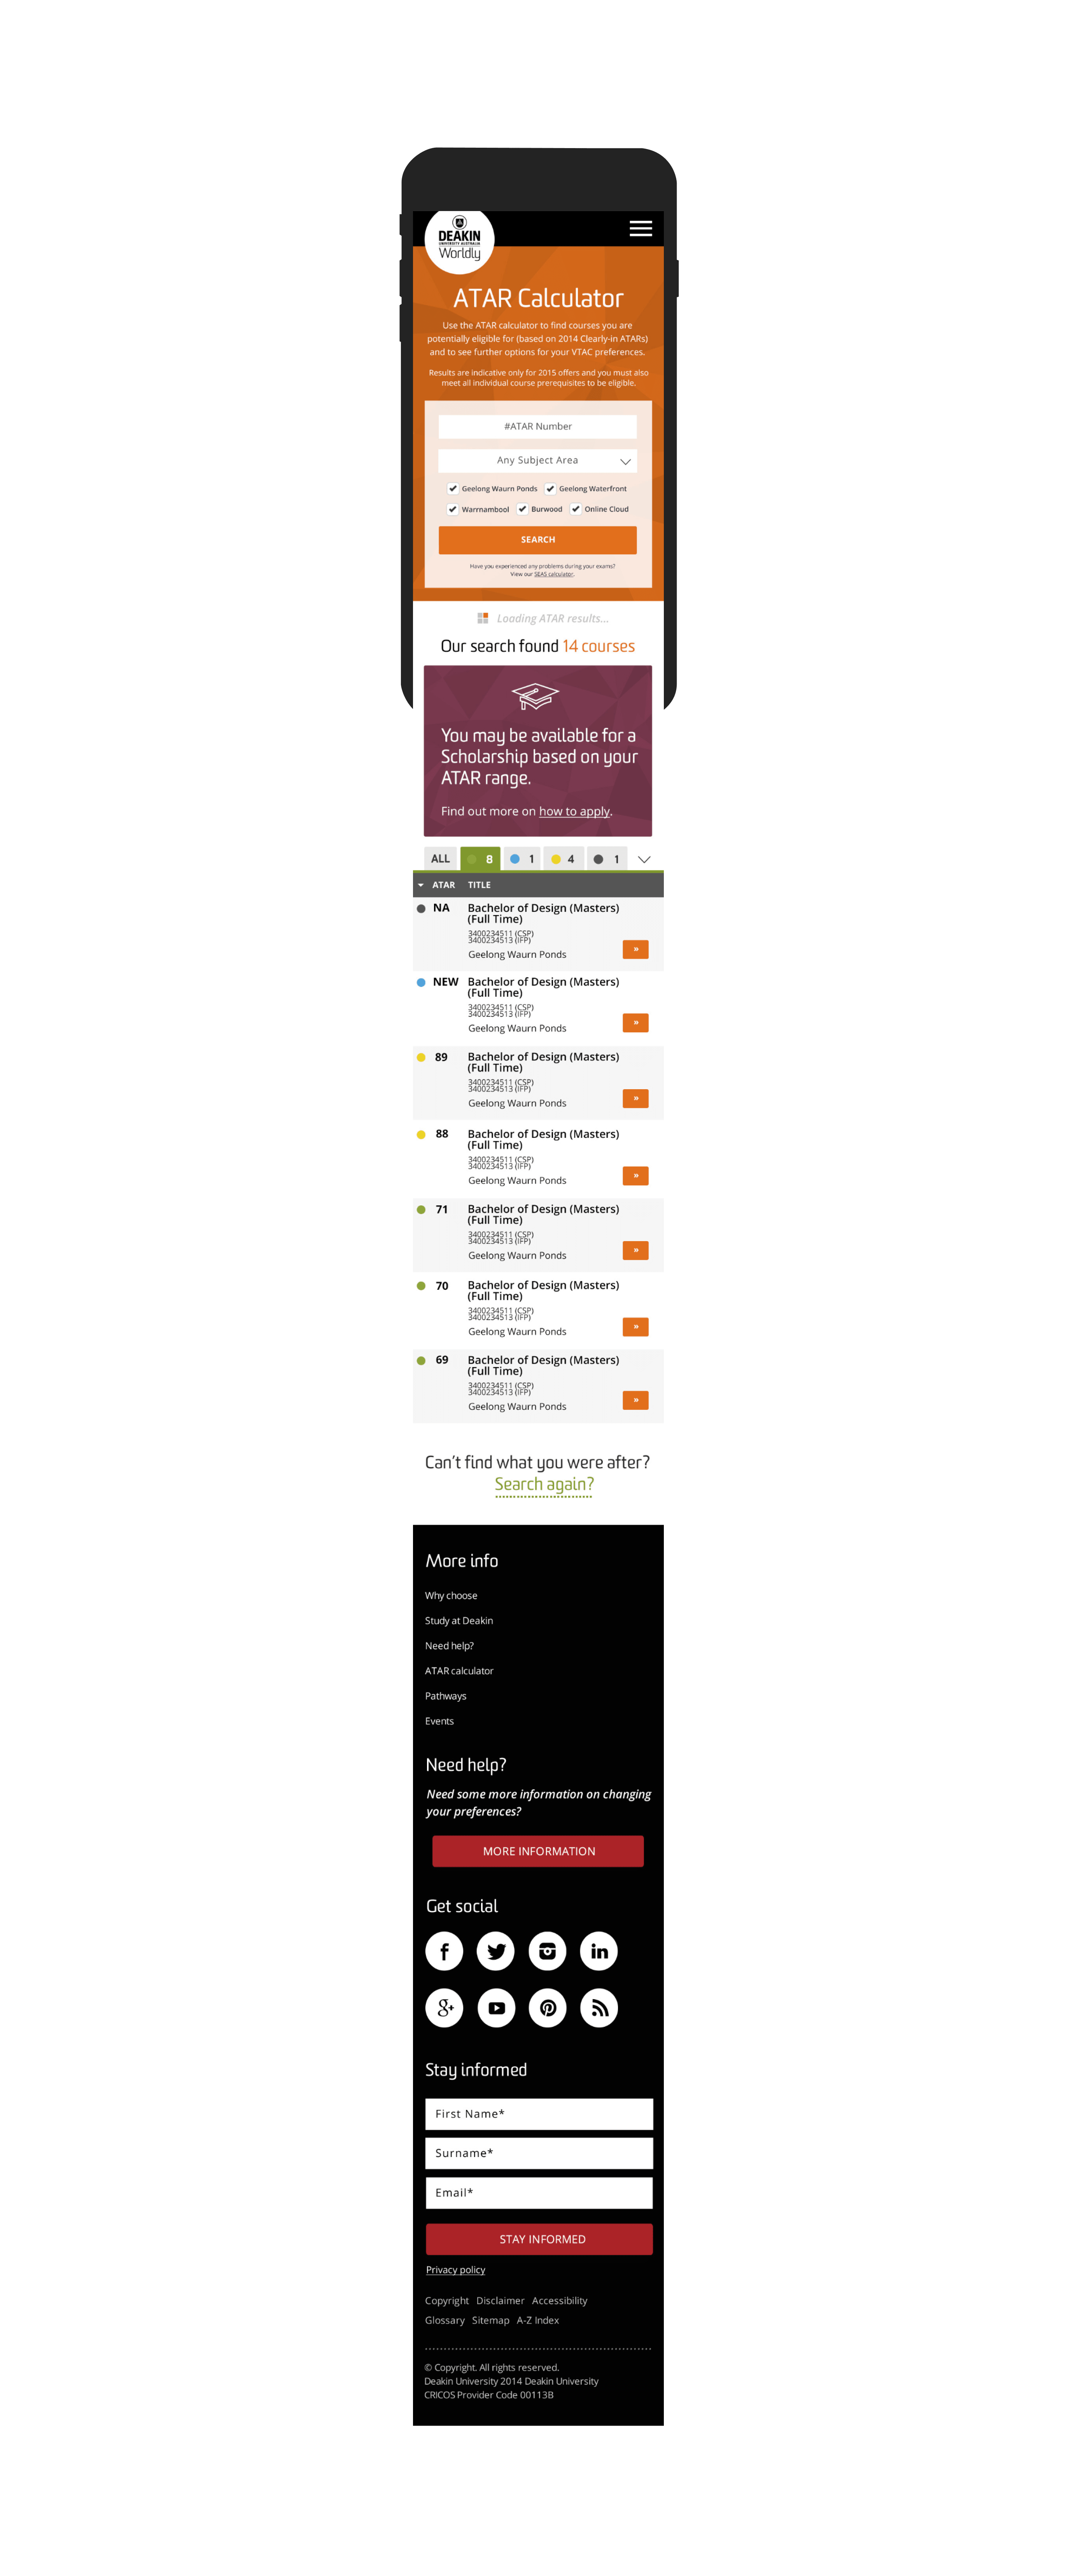 DEAKIN
UNIVERSITY AUSTRALIA
Worldly
ATAR Calculator
Use the ATAR calculator to find courses you are
potentially eligible for (based on 2014 Clearly-in ATARs)
and to see further options for your VTAC preferences.
Results are indicative only for 2015 offers and you must also
meet all individual course prerequisites to be eligible.
#ATAR Number
Any Subject Area
Geelong Waurn Ponds Geelong Waterfront
Warrnambool Burwood Online Cloud
SEARCH
Have you experienced any problems during your exams?
View our SEAS calculator.
Loading ATAR results...
Our search found 14 courses
You may be available for a
Scholarship based on your
ATAR range.
Find out more on how to apply.
ALL 8 1 4 1
ATAR TITLE
NA Bachelor of Design (Masters)
(Full Time)
3400234511 (CSP)
3400234513 (IFP)
Geelong Waurn Ponds »
NEW Bachelor of Design (Masters)
(Full Time)
3400234511 (CSP)
3400234513 (IFP)
Geelong Waurn Ponds »
89 Bachelor of Design (Masters)
(Full Time)
3400234511 (CSP)
3400234513 (IFP)
Geelong Waurn Ponds »
88 Bachelor of Design (Masters)
(Full Time)
3400234511 (CSP)
3400234513 (IFP)
Geelong Waurn Ponds »
71 Bachelor of Design (Masters)
(Full Time)
3400234511 (CSP)
3400234513 (IFP)
Geelong Waurn Ponds »
70 Bachelor of Design (Masters)
(Full Time)
3400234511 (CSP)
3400234513 (IFP)
Geelong Waurn Ponds »
69 Bachelor of Design (Masters)
(Full Time)
3400234511 (CSP)
3400234513 (IFP)
Geelong Waurn Ponds »
Can't find what you were after?
Search again?
More info
Why choose
Study at Deakin
Need help?
ATAR calculator
Pathways
Events
Need help?
Need some more information on changing
your preferences?
MORE INFORMATION
Get social
f in
g+
Stay informed
First Name*
Surname*
Email*
STAY INFORMED
Privacy policy
Copyright Disclaimer Accessibility
Glossary Sitemap A-Z Index
© Copyright. All rights reserved.
Deakin University 2014 Deakin University
CRICOS Provider Code 00113B